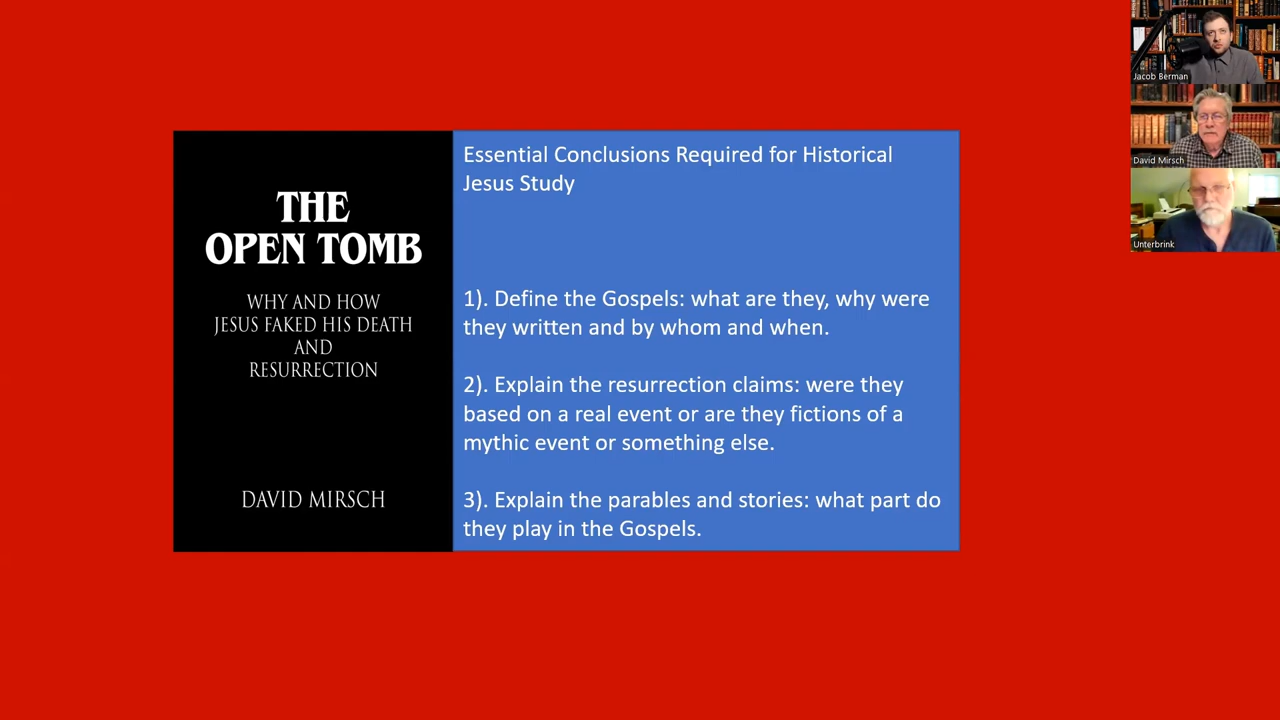 THE
OPEN TOMB
WHY AND HOW
JESUS FAKED HIS DEATH
AND
RESURRECTION
DAVID MIRSCH
Essential Conclusions Required for Historical
Jesus Study
1). Define the Gospels: what are they, why were
they written and by whom and when.
2). Explain the resurrection claims: were they
based on a real event or are they fictions of a
mythic event or something else.
3). Explain the parables and stories: what part do
they play in the Gospels.
Jacob Berman
David Mirsch
Unterbrink